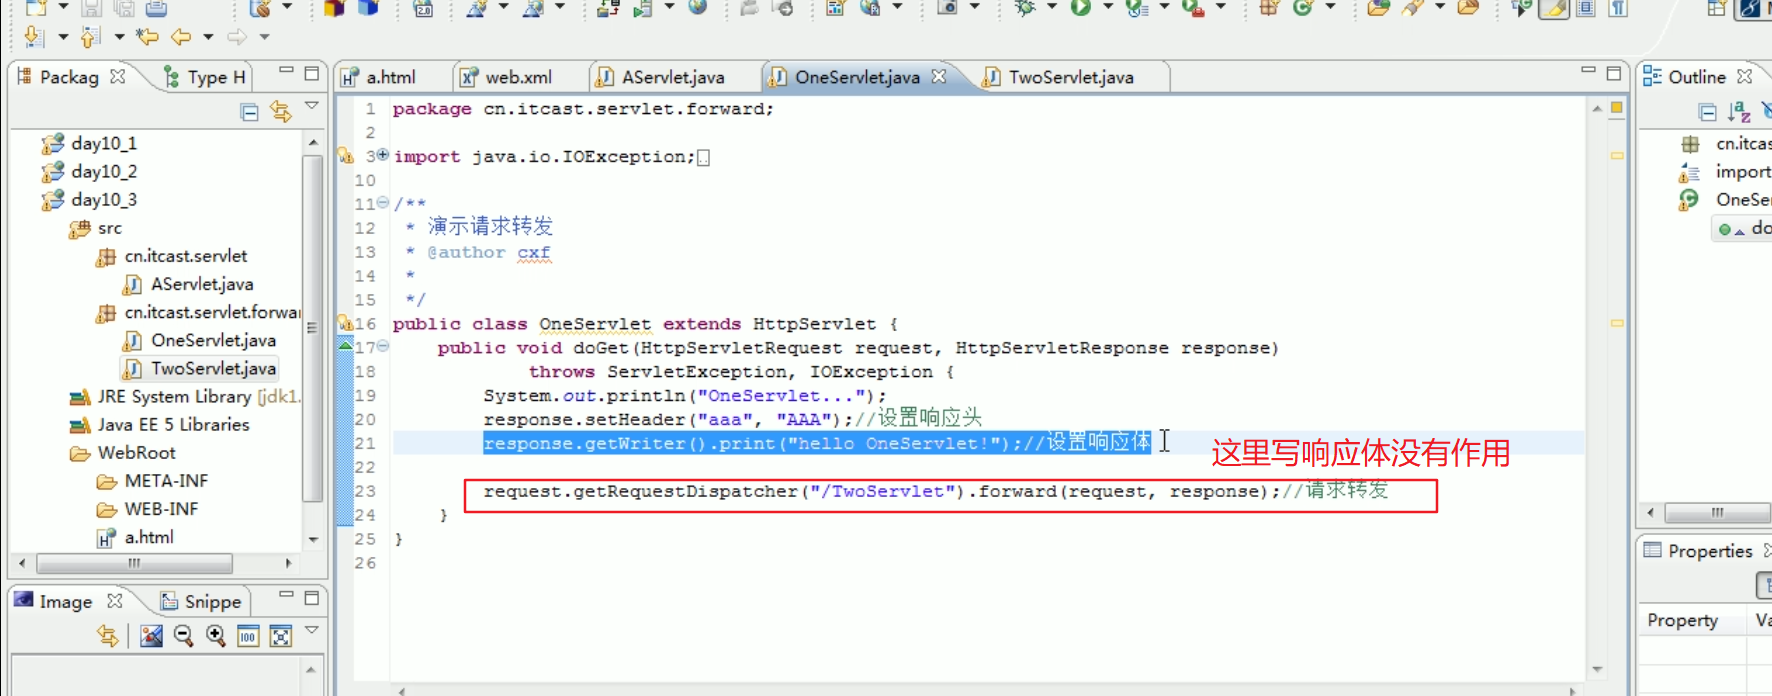 Packag
Type H
a.html
web.xml
AServlet.java
OneServlet.java
TwoServlet.java
Outline
day10_1
day10_2
day10_3
src
cn.itcast.servlet
AServlet.java
cn.itcast.servlet.forwar
OneServlet.java
TwoServlet.java
JRE System Library [jdk1.
Java EE 5 Libraries
WebRoot
META-INF
WEB-INF
a.html
Image
Snippe
100
1 package cn.itcast.servlet.forward;
2
3 import java.io.IOException;
10
11 /**
12 * 演示请求转发
13 * @author cxf
14 *
15 */
16 public class OneServlet extends HttpServlet {
17 public void doGet(HttpServletRequest request, HttpServletResponse response)
18 throws ServletException, IOException {
19 System.out.println("OneServlet...");
20 response.setHeader("aaa", "AAA");//设置响应头
21 response.getWriter().print("hello OneServlet!");//设置响应体
这里写响应体没有作用
22
23 request.getRequestDispatcher("/TwoServlet").forward(request, response);//请求转发
24 }
25 }
26
cn.itcas
import
OneSer
do
Properties
Property
Va